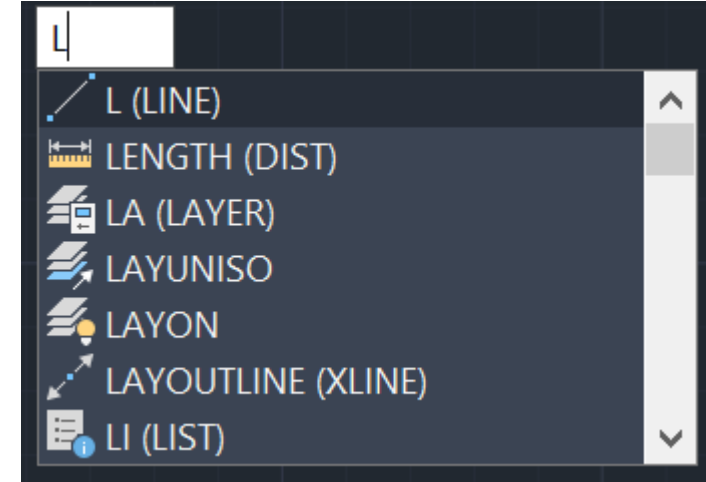 L
L (LINE)
LENGTH (DIST)
LA (LAYER)
LAYUNISO
LAYON
LAYOUTLINE (XLINE)
LI (LIST)